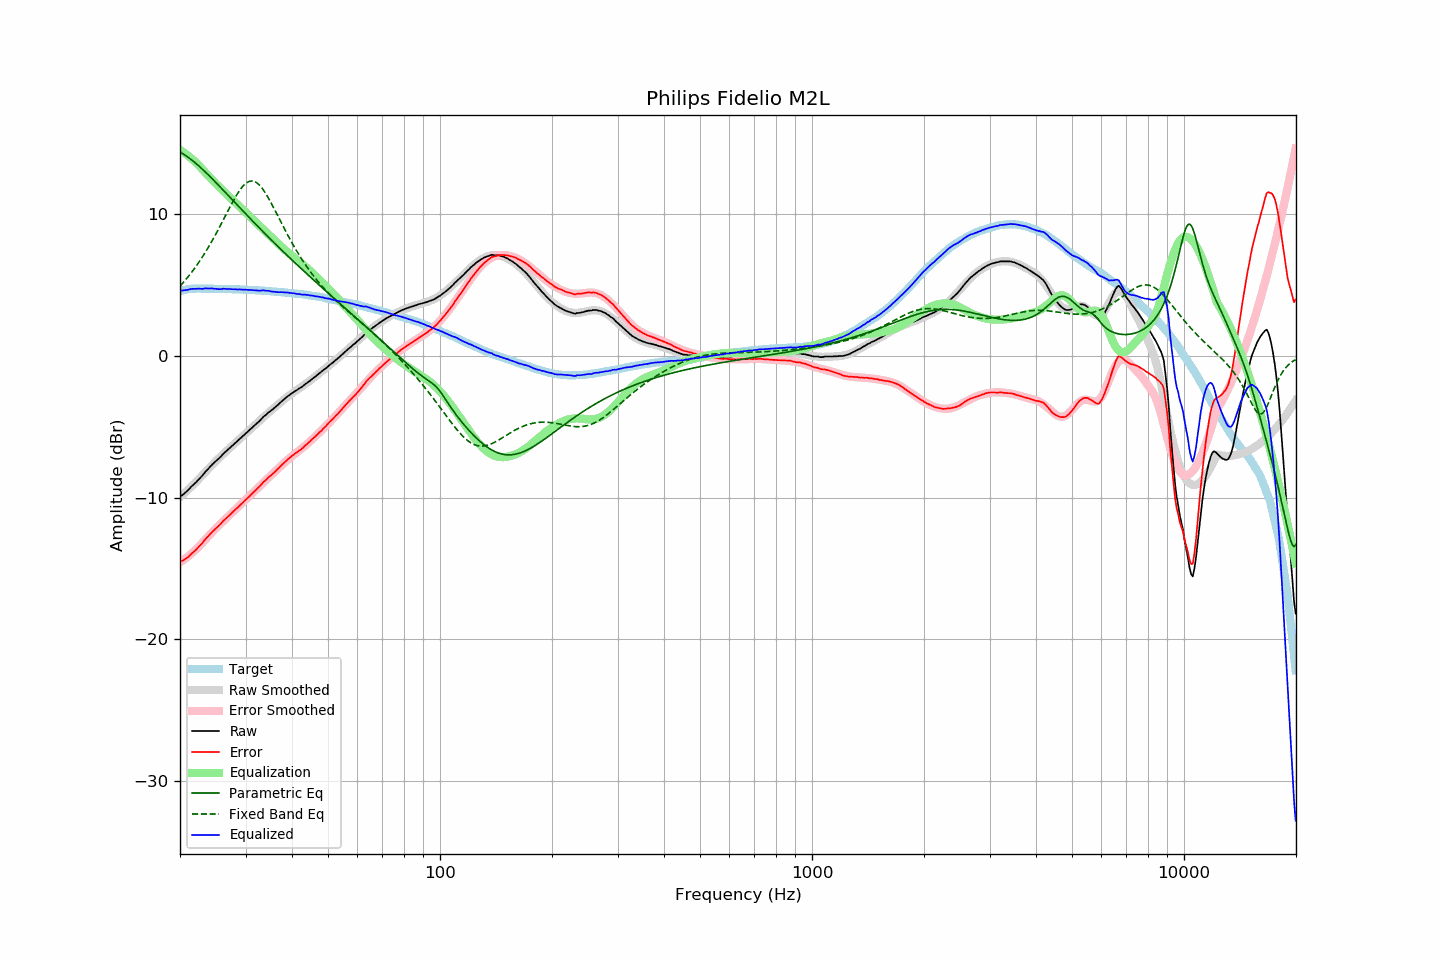 Philips Fidelio M2L
Amplitude (dBr)
10
0
−10
−20
−30
Target
Raw Smoothed
Error Smoothed
Raw
Error
Equalization
Parametric Eq
Fixed Band Eq
Equalized
100
1000
10000
Frequency (Hz)